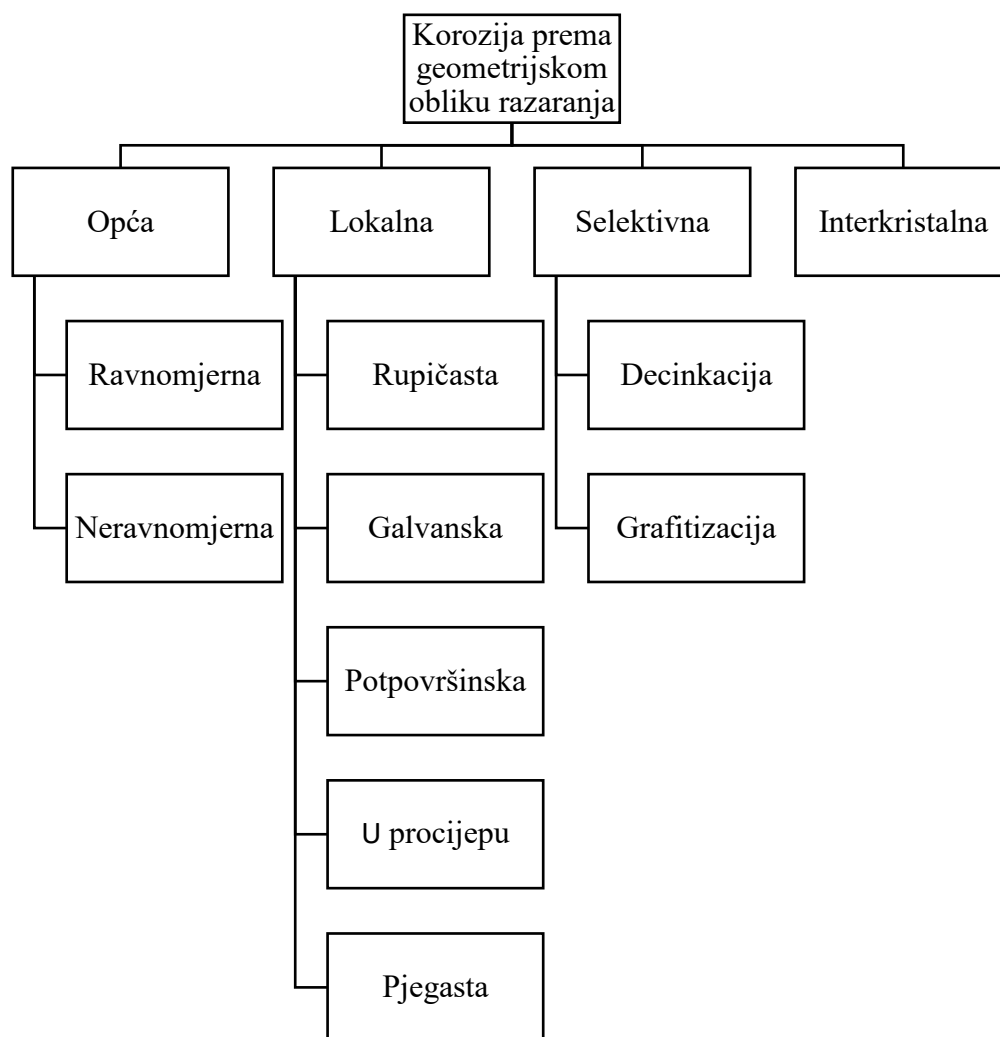 Korozija prema
geometrijskom
obliku razaranja
Opća
Lokalna
Selektivna
Interkristalna
Ravnomjerna
Rupičasta
Decinkacija
Neravnomjerna
Galvanska
Grafitizacija
Potpovršinska
U procijepu
Pjegasta